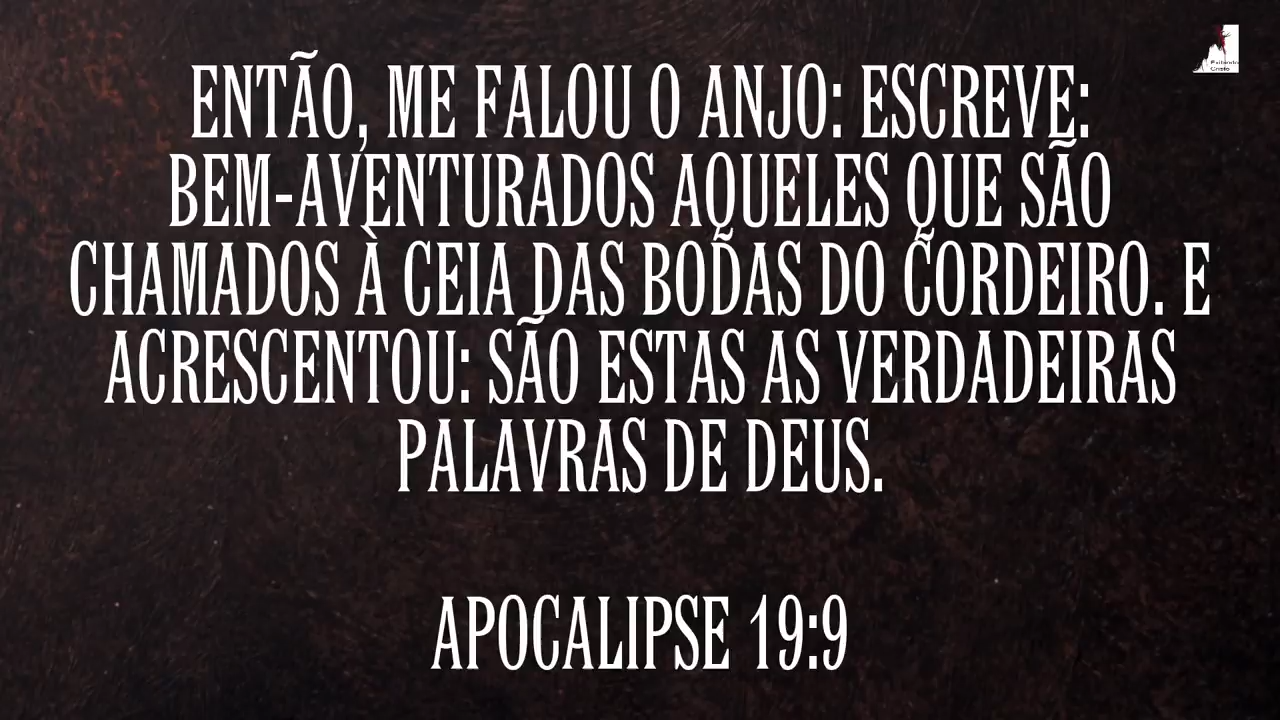 ENTÃO, ME FALOU O ANJO: ESCREVE:
BEM-AVENTURADOS AQUELES QUE SÃO
CHAMADOS À CEIA DAS BODAS DO CORDEIRO. E
ACRESCENTOU: SÃO ESTAS AS VERDADEIRAS
PALAVRAS DE DEUS.
APOCALIPSE 19:9
Cristo